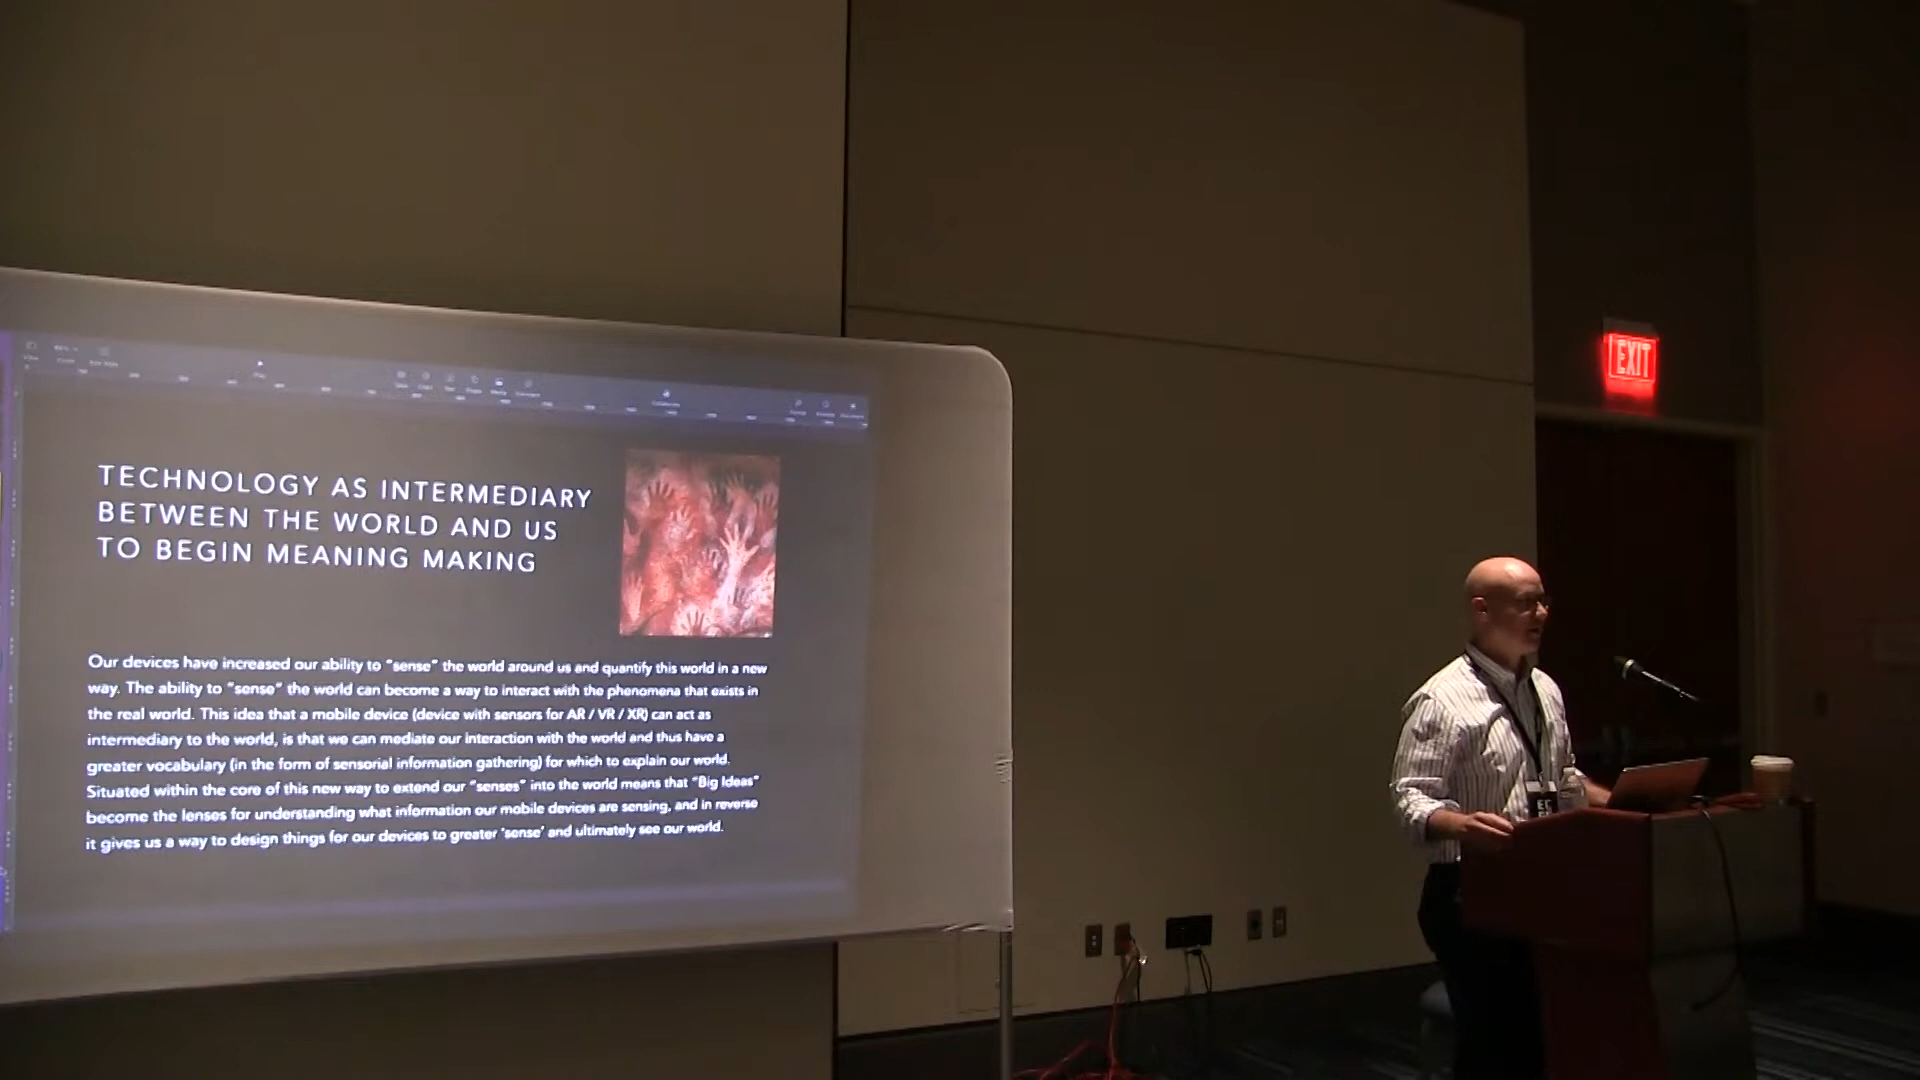 TECHNOLOGY AS INTERMEDIARY
BETWEEN THE WORLD AND US
TO BEGIN MEANING MAKING
Our devices have increased our ability to “sense” the world around us and quantify this world in a new
way. The ability to “sense” the world can become a way to interact with the phenomena that exists in
the real world. This idea that a mobile device (device with sensors for AR / VR / XR) can act as
intermediary to the world, is that we can mediate our interaction with the world and thus have a
greater vocabulary (in the form of sensorial information gathering) for which to explain our world.
Situated within the core of this new way to extend our “senses” into the world means that “Big Ideas”
become the lenses for understanding what information our mobile devices are sensing, and in reverse
it gives us a way to design things for our devices to greater ‘sense’ and ultimately see our world.
EXIT